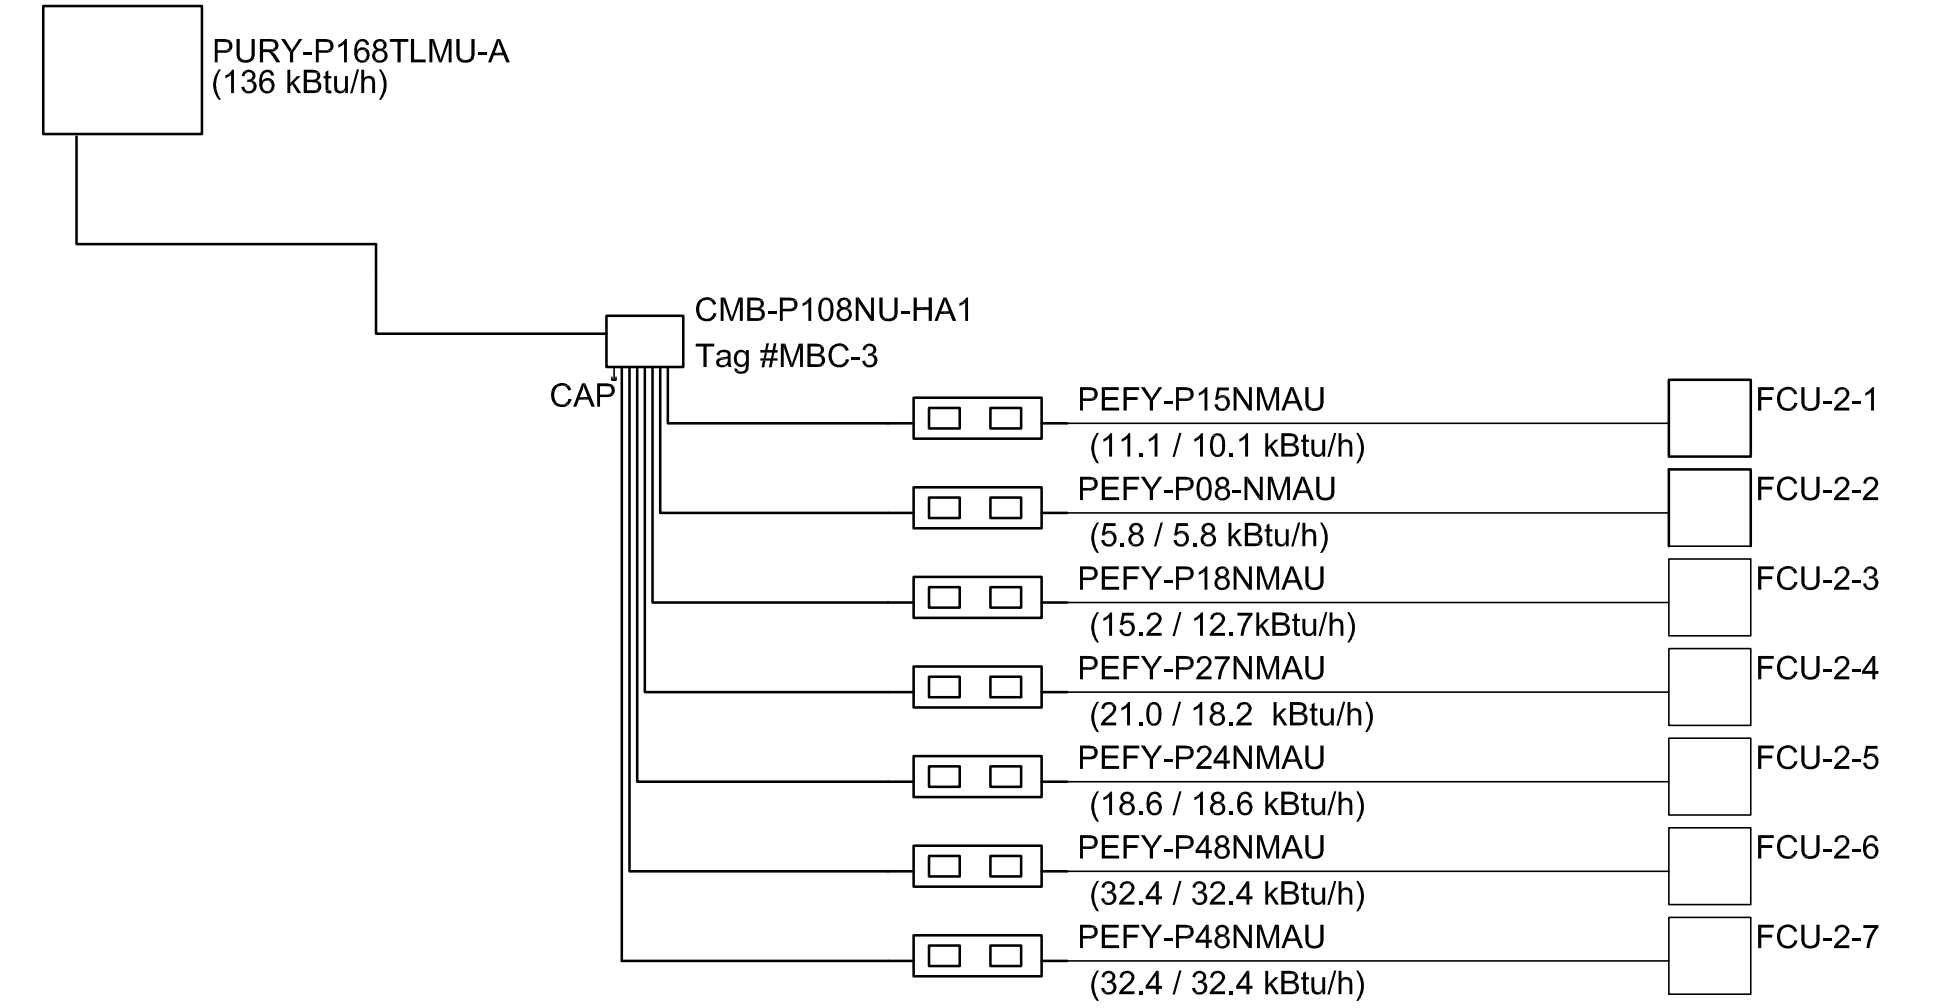 PURY-P168TLMU-A
(136 kBtu/h)
CMB-P108NU-HA1
Tag #MBC-3
CAP
PEFY-P15NMAU
FCU-2-1
(11.1 / 10.1 kBtu/h)
PEFY-P08-NMAU
FCU-2-2
(5.8 / 5.8 kBtu/h)
PEFY-P18NMAU
FCU-2-3
(15.2 / 12.7kBtu/h)
PEFY-P27NMAU
FCU-2-4
(21.0 / 18.2  kBtu/h)
PEFY-P24NMAU
FCU-2-5
(18.6 / 18.6 kBtu/h)
PEFY-P48NMAU
FCU-2-6
(32.4 / 32.4 kBtu/h)
PEFY-P48NMAU
FCU-2-7
(32.4 / 32.4 kBtu/h)